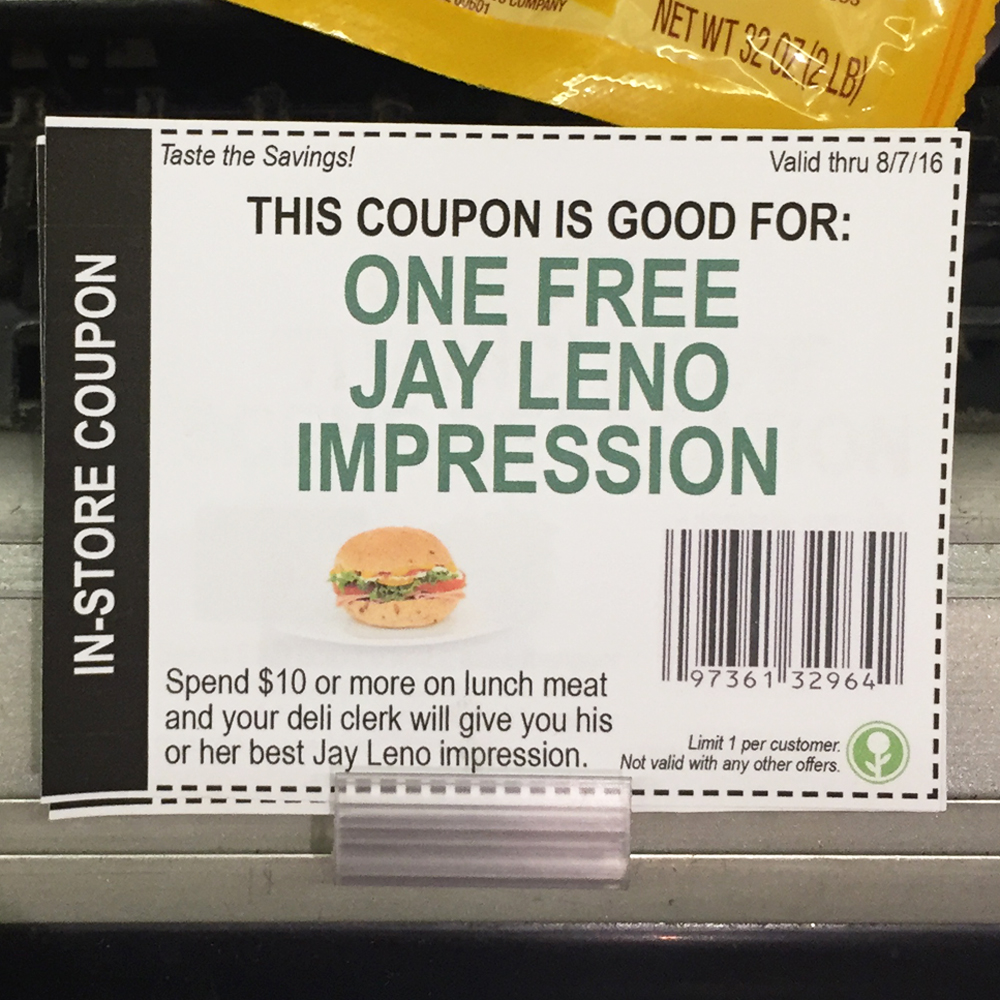 COMPANY
NET WT 32 OZ (2 LB)
Taste the Savings!
Valid thru 8/7/16
IN-STORE COUPON
THIS COUPON IS GOOD FOR:
ONE FREE
JAY LENO
IMPRESSION
97361 32964
Spend $10 or more on lunch meat
and your deli clerk will give you his
or her best Jay Leno impression.
Limit 1 per customer.
Not valid with any other offers.